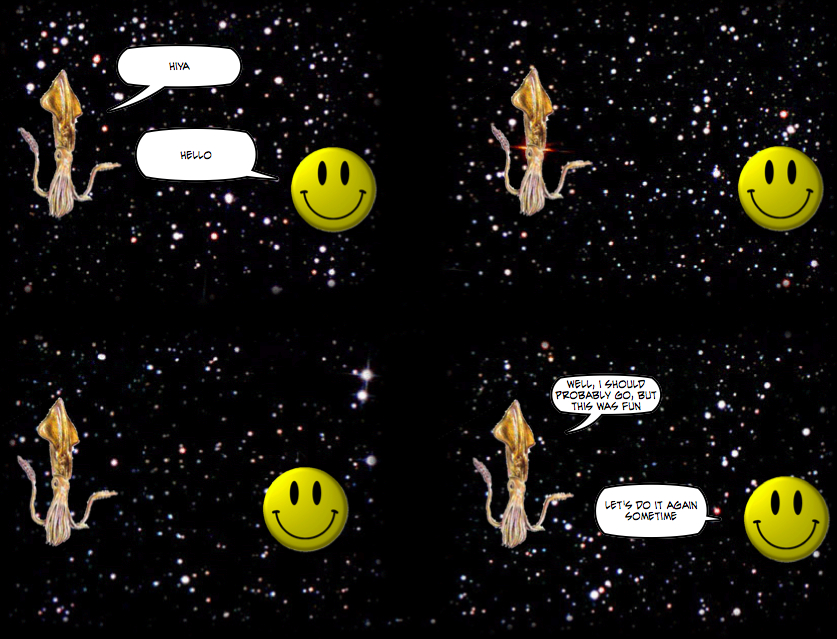 HIYA
HELLO
WELL, I SHOULD
PROBABLY GO, BUT
THIS WAS FUN
LET'S DO IT AGAIN
SOMETIME